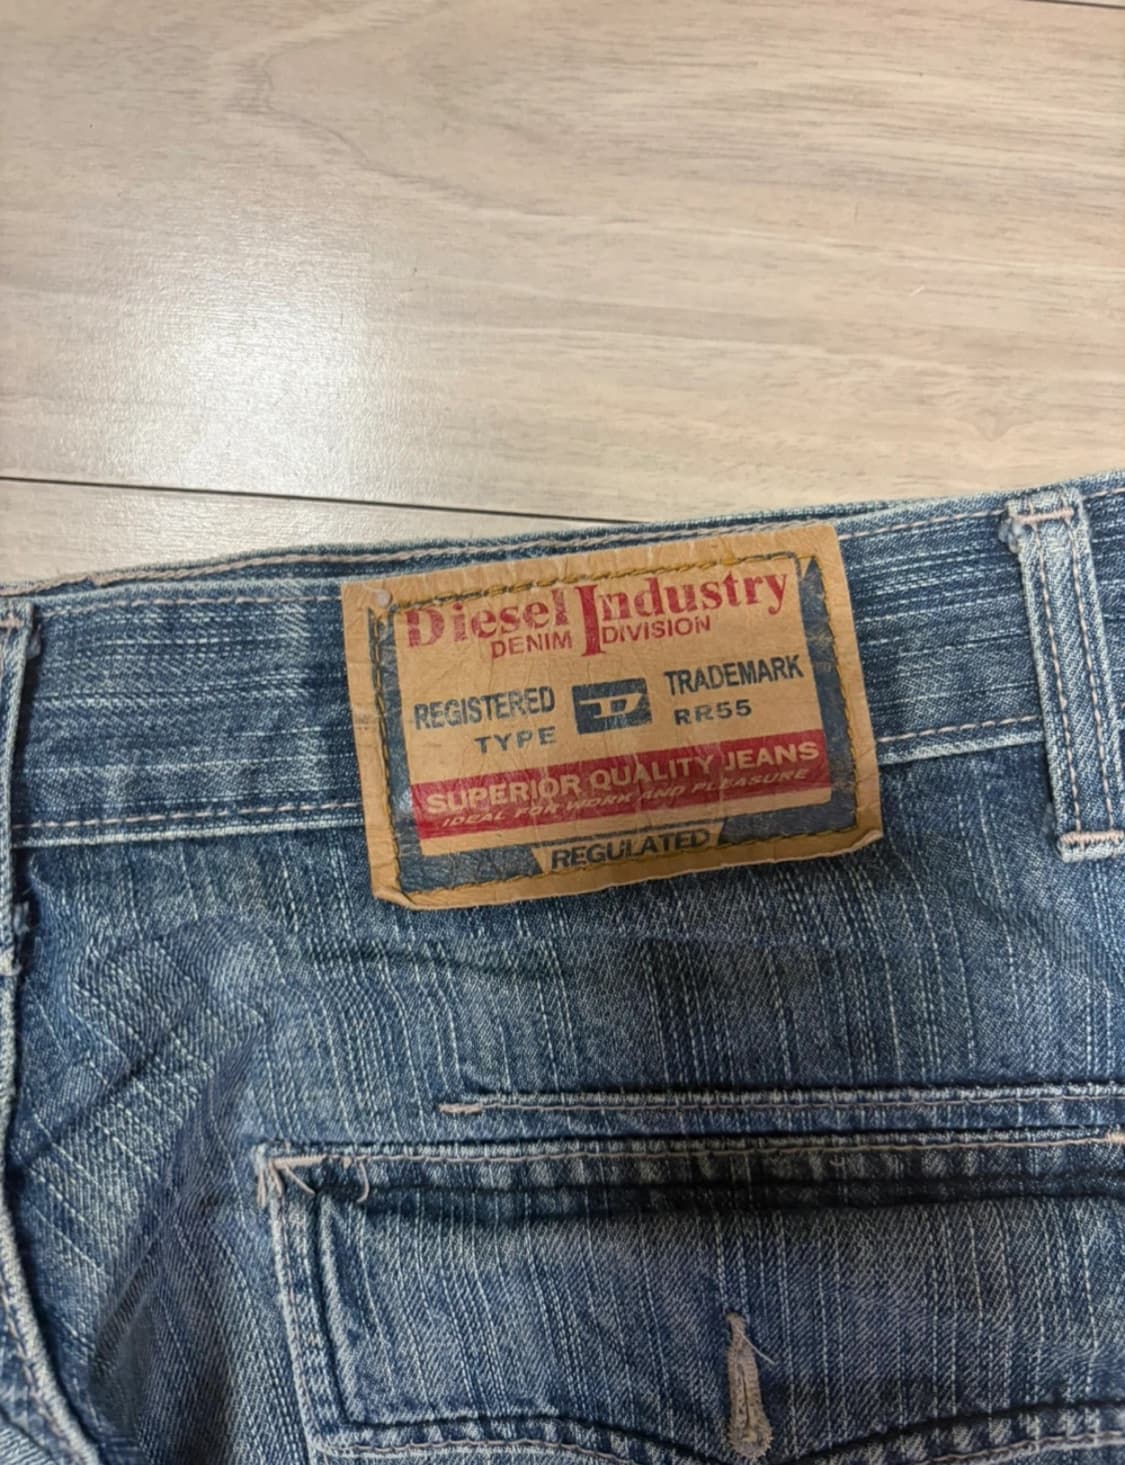 Diesel Industry
DENIM DIVISION
REGISTERED D TRADEMARK
TYPE RR55
SUPERIOR QUALITY JEANS
IDEAL FOR WORK AND PLEASURE
REGULATED